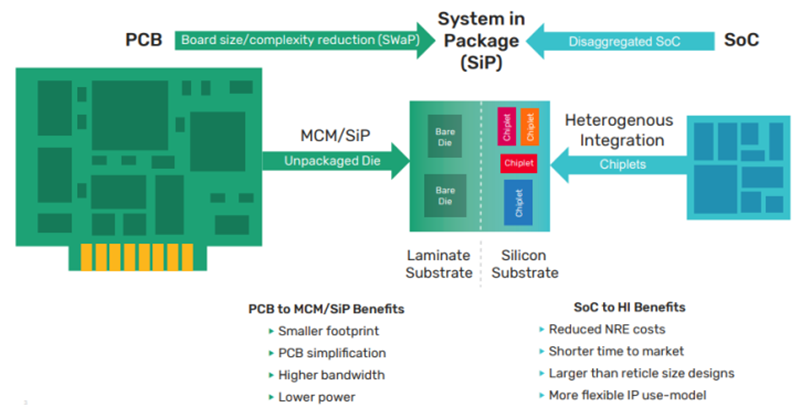 System in
Package
(SiP)
PCB
Board size/complexity reduction (SWaP)
Disaggregated SoC
SoC
MCM/SiP
Unpackaged Die
Bare
Die
Bare
Die
Chiplet
Chiplet
Chiplet
Chiplet
Heterogenous
Integration
Chiplets
Laminate
Substrate
Silicon
Substrate
PCB to MCM/SiP Benefits
▸ Smaller footprint
▸ PCB simplification
▸ Higher bandwidth
▸ Lower power
SoC to HI Benefits
▸ Reduced NRE costs
▸ Shorter time to market
▸ Larger than reticle size designs
▸ More flexible IP use-model